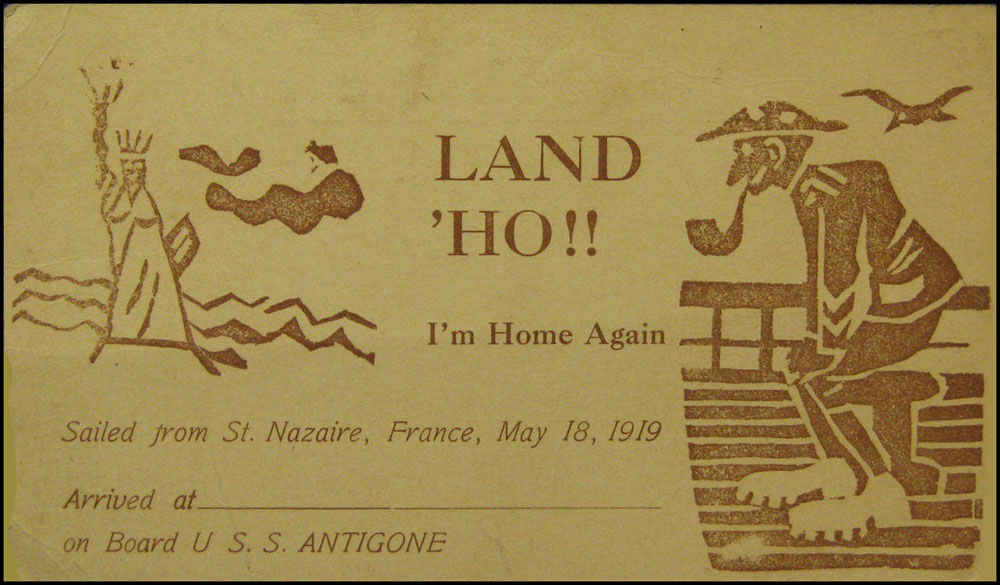 LAND
'HO!!
I'm Home Again
Sailed from St. Nazaire, France, May 18, 1919
Arrived at
on Board U S. S. ANTIGONE